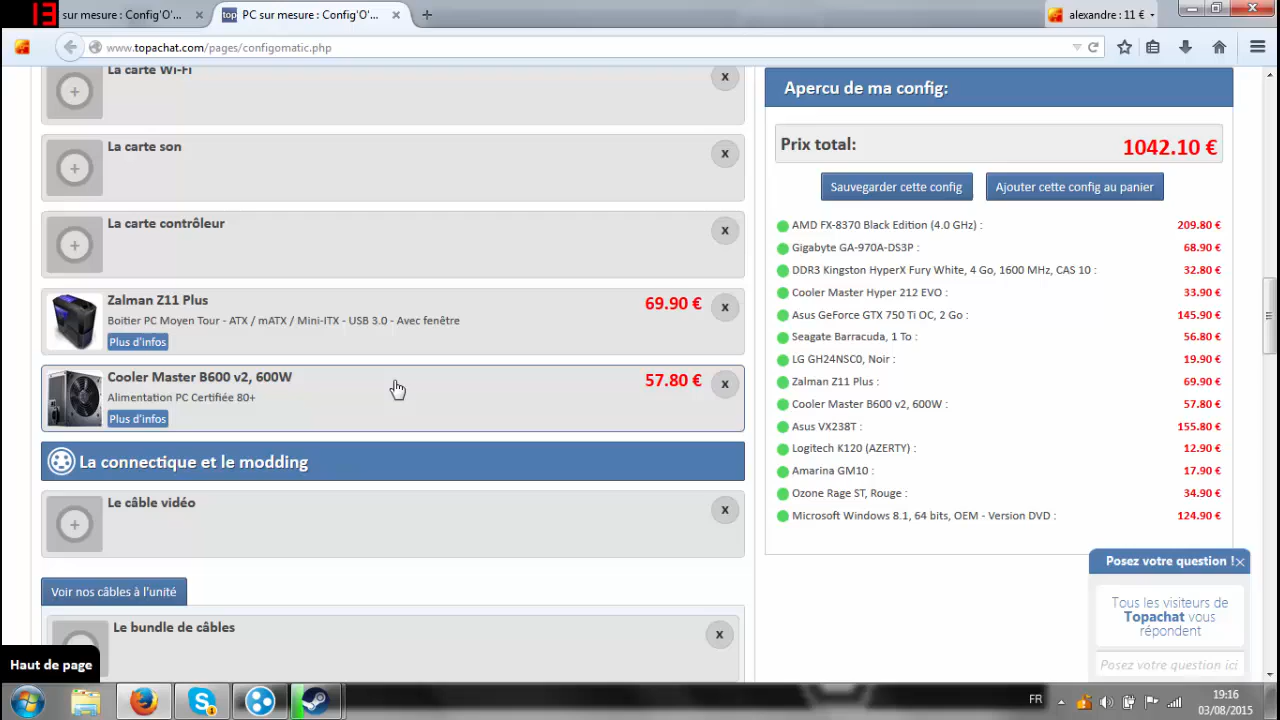 13
sur mesure : Config'O'... ×
top PC sur mesure : Config'O'... ×
alexandre : 11 €
www.topachat.com/pages/configomatic.php
La carte Wi-Fi
x
La carte son
x
La carte contrôleur
x
Zalman Z11 Plus
69.90 €
x
Boitier PC Moyen Tour - ATX / mATX / Mini-ITX - USB 3.0 - Avec fenêtre
Plus d'infos
Cooler Master B600 v2, 600W
57.80 €
x
Alimentation PC Certifiée 80+
Plus d'infos
La connectique et le modding
Le câble vidéo
x
Voir nos câbles à l'unité
Le bundle de câbles
x
Haut de page
Apercu de ma config:
Prix total: 1042.10 €
Sauvegarder cette config
Ajouter cette config au panier
AMD FX-8370 Black Edition (4.0 GHz) : 209.80 €
Gigabyte GA-970A-DS3P : 68.90 €
DDR3 Kingston HyperX Fury White, 4 Go, 1600 MHz, CAS 10 : 32.80 €
Cooler Master Hyper 212 EVO : 33.90 €
Asus GeForce GTX 750 Ti OC, 2 Go : 145.90 €
Seagate Barracuda, 1 To : 56.80 €
LG GH24NSC0, Noir : 19.90 €
Zalman Z11 Plus : 69.90 €
Cooler Master B600 v2, 600W : 57.80 €
Asus VX238T : 155.80 €
Logitech K120 (AZERTY) : 12.90 €
Amarina GM10 : 17.90 €
Ozone Rage ST, Rouge : 34.90 €
Microsoft Windows 8.1, 64 bits, OEM - Version DVD : 124.90 €
Posez votre question !
Tous les visiteurs de
Topachat vous
répondent
Posez votre question ici
FR
19:16
03/08/2015